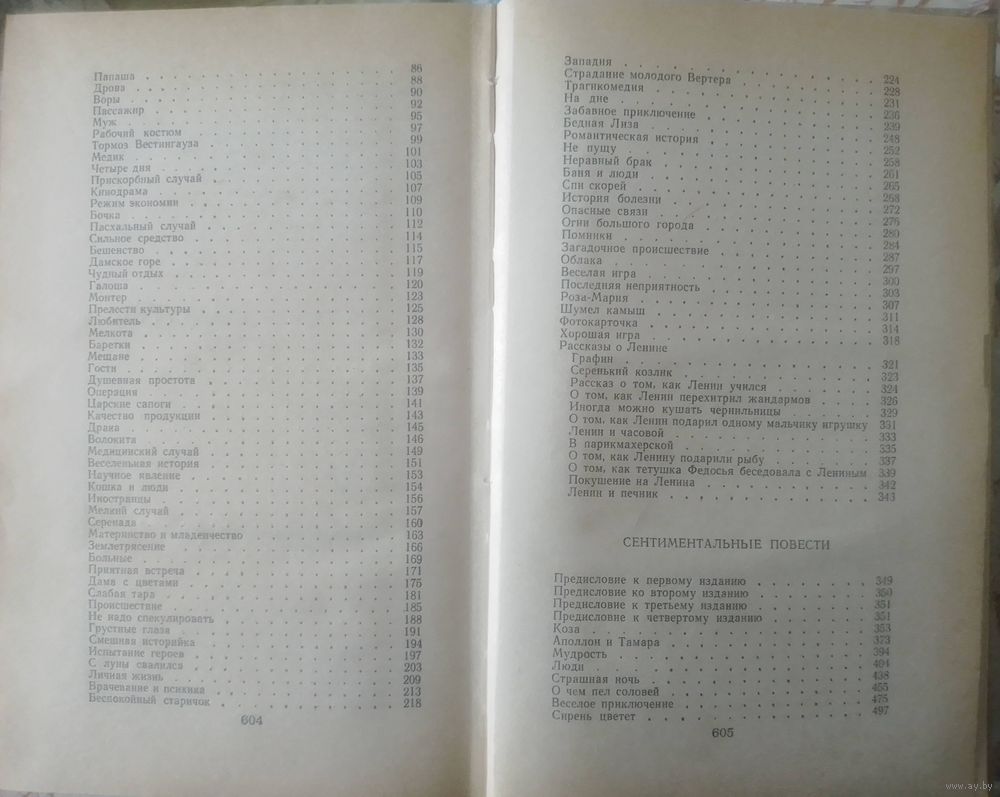 Папаша 86
Дрова 88
Воры 90
Пассажир 92
Муж 95
Рабочий костюм 97
Тормоз Вестингауза 99
Медик 101
Четыре дня 103
Прискорбный случай 105
Кинодрама 107
Режим экономии 109
Бочка 110
Пасхальный случай 112
Сильное средство 114
Бешенство 115
Дамское горе 117
Чудный отдых 119
Галоша 120
Монтер 123
Прелести культуры 125
Любитель 128
Мелкота 130
Баретки 132
Мещане 133
Гости 135
Душевная простота 137
Операция 139
Царские сапоги 141
Качество продукции 143
Драка 145
Волокита 146
Медицинский случай 149
Веселенькая история 151
Научное явление 153
Кошка и люди 154
Иностранцы 156
Мелкий случай 157
Серенада 160
Материнство и младенчество 163
Землетрясение 166
Больные 169
Приятная встреча 171
Дама с цветами 175
Слабая тара 181
Происшествие 185
Не надо спекулировать 188
Грустные глаза 191
Смешная историйка 194
Испытание героев 197
С луны свалился 203
Личная жизнь 209
Врачевание и психика 213
Беспокойный старичок 218
604
Западня 224
Страдание молодого Вертера 228
Трагикомедия 231
На дне 236
Забавное приключение 239
Бедная Лиза 248
Романтическая история 252
Не пущу 258
Неравный брак 261
Баня и люди 265
Спи скорей 268
История болезни 272
Опасные связи 276
Огни большого города 280
Поминки 284
Загадочное происшествие 287
Облака 297
Веселая игра 300
Последняя неприятность 303
Роза-Мария 307
Шумел камыш 311
Фотокарточка 314
Хорошая игра 318
Рассказы о Ленине
Графин 321
Серенький козлик 323
Рассказ о том, как Ленин учился 324
О том, как Ленин перехитрил жандармов 326
Иногда можно кушать чернильницы 329
О том, как Ленин подарил одному мальчику игрушку 331
Ленин и часовой 333
В парикмахерской 335
О том, как Ленину подарили рыбу 337
О том, как тетушка Федосья беседовала с Лениным 339
Покушение на Ленина 342
Ленин и печник 343
СЕНТИМЕНТАЛЬНЫЕ ПОВЕСТИ
Предисловие к первому изданию 349
Предисловие ко второму изданию 350
Предисловие к третьему изданию 351
Предисловие к четвертому изданию 351
Коза 353
Аполлон и Тамара 373
Мудрость 394
Люди 404
Страшная ночь 438
О чем пел соловей 455
Веселое приключение 475
Сирень цветет 497
605
www.ay.by